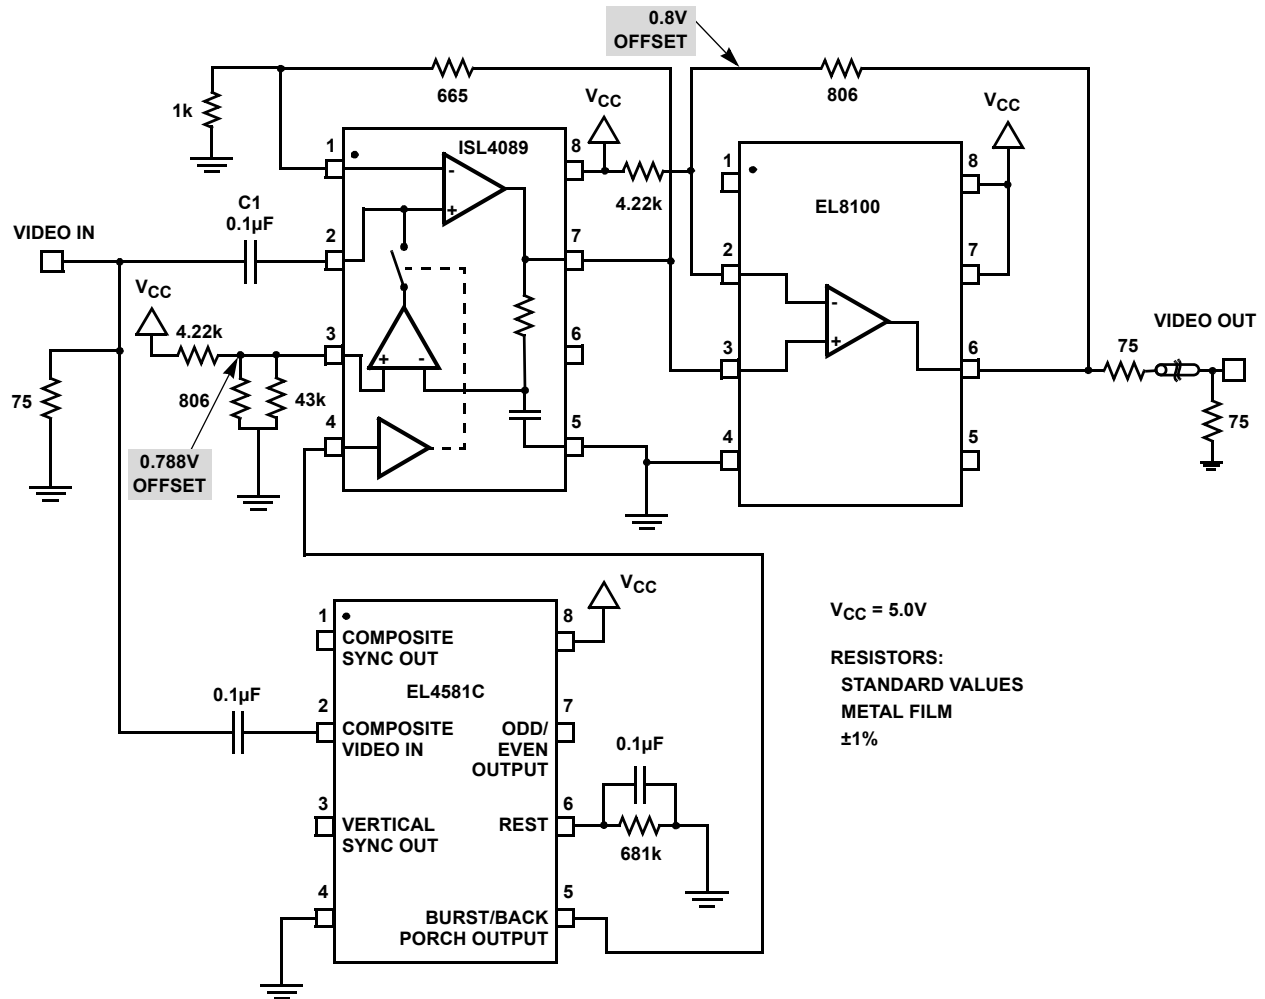 0.8V
OFFSET
665
806
1k
VCC
VCC
1
ISL4089
8
1
8
4.22k
EL8100
C1
0.1µF
VIDEO IN
2
7
2
7
VCC
4.22k
3
6
3
6
VIDEO OUT
75
75
806
43k
4
5
4
5
75
0.788V
OFFSET
VCC
1
8
COMPOSITE
SYNC OUT
EL4581C
0.1µF
2
7
COMPOSITE
VIDEO IN
ODD/
EVEN
OUTPUT
0.1µF
3
6
VERTICAL
SYNC OUT
REST
681k
4
5
BURST/BACK
PORCH OUTPUT
VCC = 5.0V
RESISTORS:
STANDARD VALUES
METAL FILM
±1%
-
+
+
-
-
+